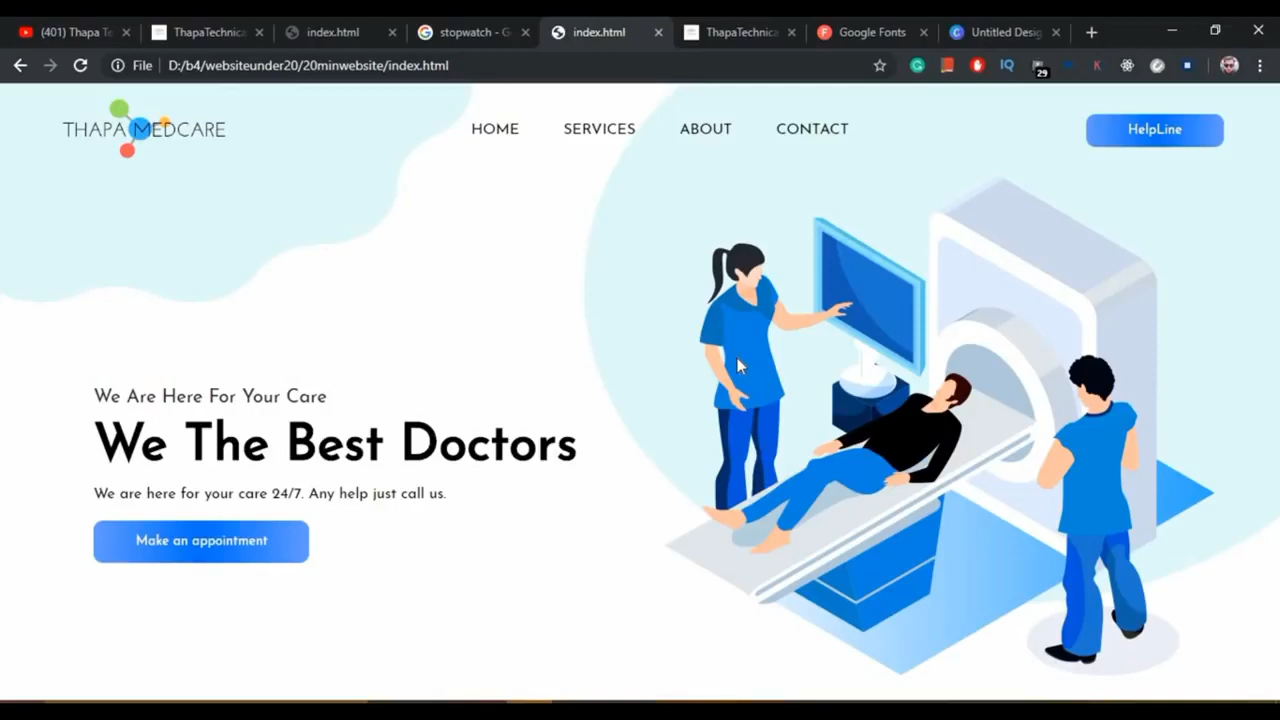 (401) Thapa Te
ThapaTechnica
index.html
stopwatch - G
index.html
ThapaTechnica
Google Fonts
Untitled Desig
File
D:/b4/websiteunder20/20minwebsite/index.html
IQ
29
K
THAPA MEDCARE
HOME
SERVICES
ABOUT
CONTACT
HelpLine
We Are Here For Your Care
We The Best Doctors
We are here for your care 24/7. Any help just call us.
Make an appointment